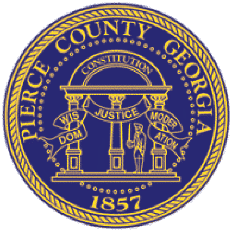 PIERCE COUNTY GEORGIA
CONSTITUTION
WIS
DOM
JUSTICE
MODER
ATION
1857